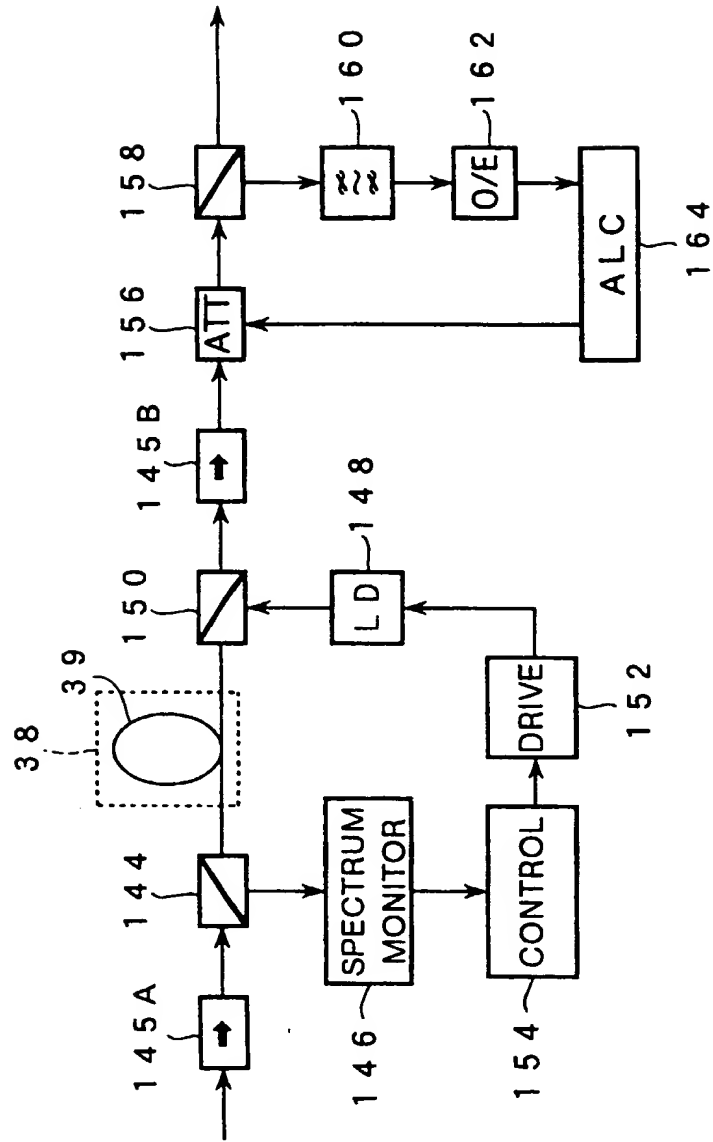 38
39
145A
144
150
145B
156
158
ATT
160
O/E
162
LD
148
ALC
164
SPECTRUM
MONITOR
146
CONTROL
154
DRIVE
152